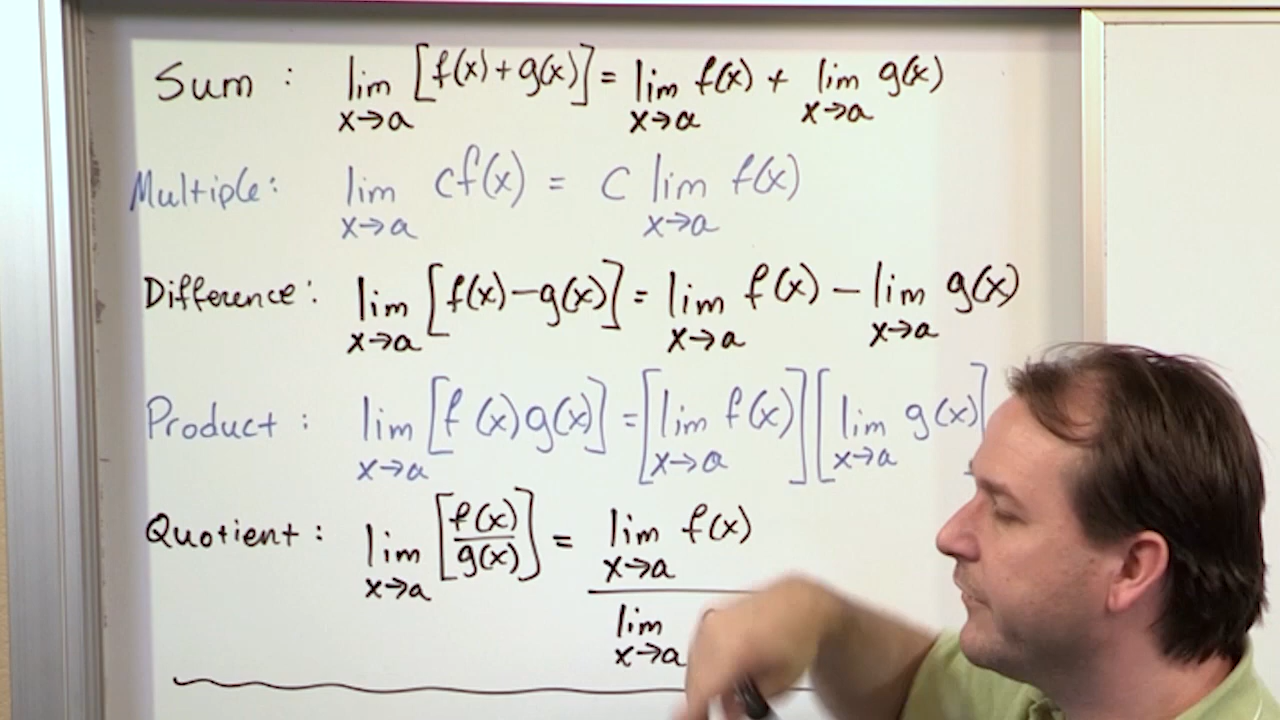 Sum : lim x→a [f(x)+g(x)] = lim x→a f(x) + lim x→a g(x)
Multiple: lim x→a cf(x) = c lim x→a f(x)
Difference: lim x→a [f(x)−g(x)] = lim x→a f(x) − lim x→a g(x)
Product : lim x→a [f(x)g(x)] = [lim x→a f(x)][lim x→a g(x)]
Quotient : lim x→a [f(x)/g(x)] = lim x→a f(x) / lim x→a